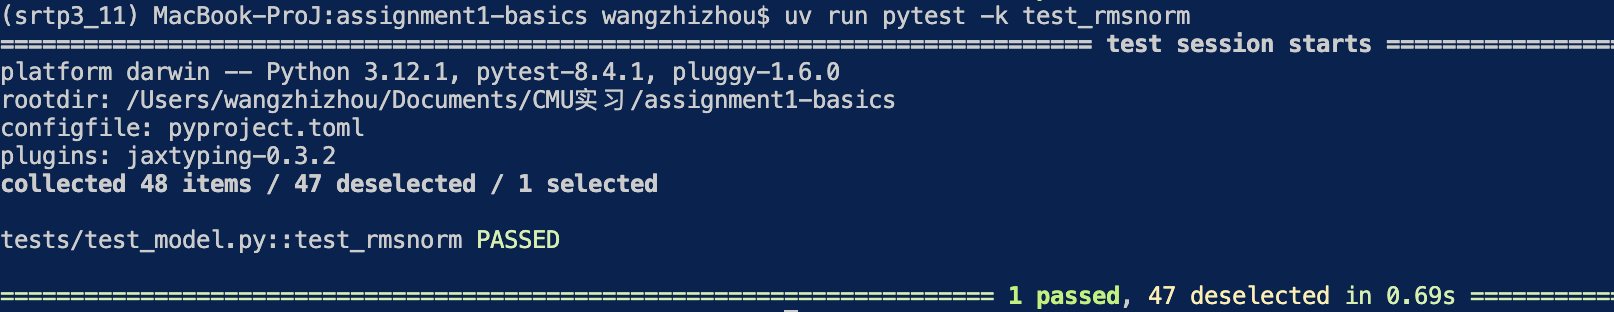 (srtp3_11) MacBook-ProJ:assignment1-basics wangzhizhou$ uv run pytest -k test_rmsnorm
============================================================================== test session starts =================
platform darwin -- Python 3.12.1, pytest-8.4.1, pluggy-1.6.0
rootdir: /Users/wangzhizhou/Documents/CMU实习/assignment1-basics
configfile: pyproject.toml
plugins: jaxtyping-0.3.2
collected 48 items / 47 deselected / 1 selected
tests/test_model.py::test_rmsnorm PASSED
======================================================================= 1 passed, 47 deselected in 0.69s ===========